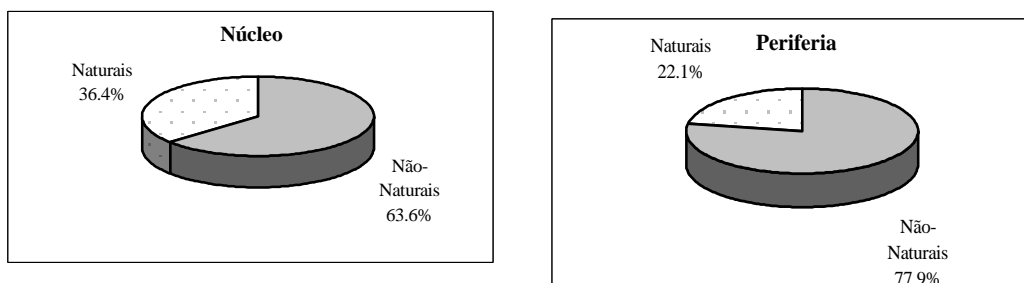 Núcleo
Naturais
36.4%
Não-
Naturais
63.6%
Periferia
Naturais
22.1%
Não-
Naturais
77.9%